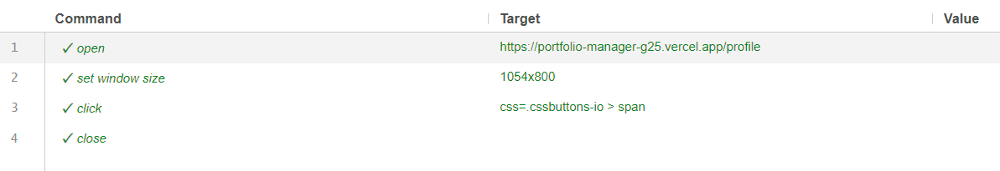 Command Target Value
1 ✓ open https://portfolio-manager-g25.vercel.app/profile
2 ✓ set window size 1054x800
3 ✓ click css=.cssbuttons-io > span
4 ✓ close